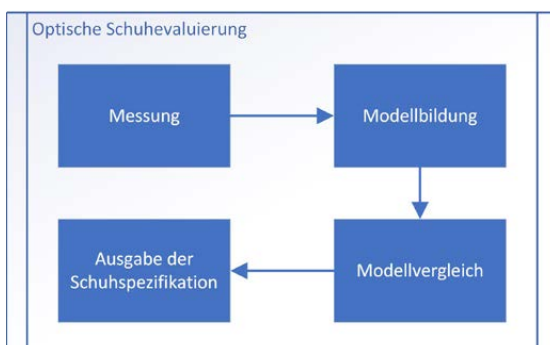 Optische Schuhevaluierung
Messung
Modellbildung
Ausgabe der
Schuhspezifikation
Modellvergleich